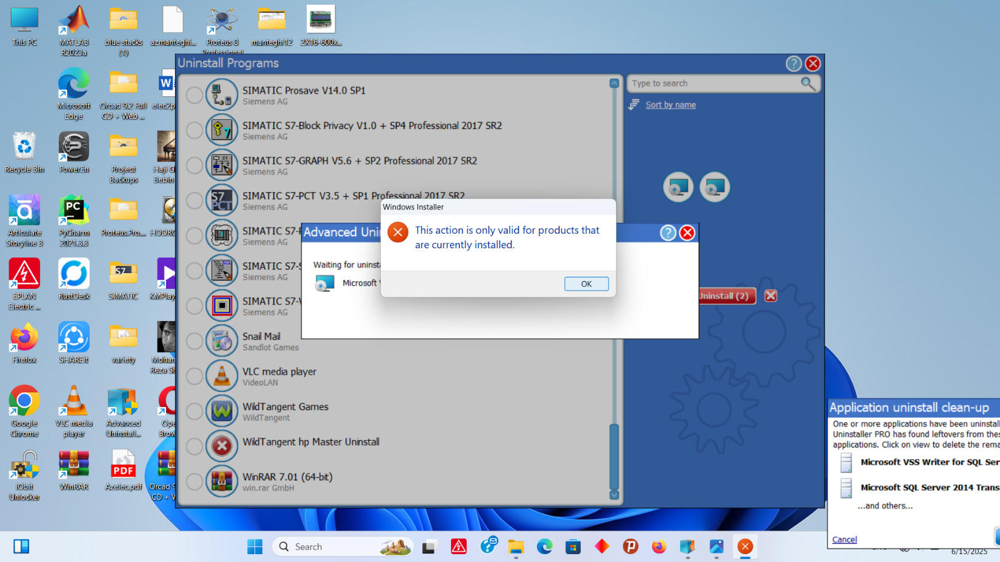 This PC
MATLAB
R2023a
blue stacks
(1)
azmanteghi...
Proteus 8
Professional
manteghi12
2X16-600x...
Microsoft
Edge
Orcad 9.2 Full
CD + Web ...
elec2p
Recycle Bin
PowerEn
Project
Backups
Haji G
Bebin
Articulate
Storyline 3
PyCharm
2021.3.3
Proteus.Pro...
HDDRC
EPLAN
Electric ...
RustDesk
SIMATIC
KMPlay
Firefox
SHAREit
variety
Mohan
Reza Sh
Google
Chrome
VLC media
player
Advanced
Uninstall...
Ope
Brow
IObit
Unlocker
WinRAR
PDF
Azelec.pdf
Orcad 9
CD + W
Uninstall Programs
SIMATIC Prosave V14.0 SP1
Siemens AG
SIMATIC S7-Block Privacy V1.0 + SP4 Professional 2017 SR2
Siemens AG
SIMATIC S7-GRAPH V5.6 + SP2 Professional 2017 SR2
Siemens AG
S7
PCT
SIMATIC S7-PCT V3.5 + SP1 Professional 2017 SR2
Siemens AG
SIMATIC S7-
Siemens AG
SIMATIC S7-S
Siemens AG
SIMATIC S7-
Siemens AG
Snail Mail
Sandlot Games
VLC media player
VideoLAN
WildTangent Games
WildTangent
WildTangent hp Master Uninstall
WinRAR 7.01 (64-bit)
win.rar GmbH
Type to search
Sort by name
Uninstall (2)
Advanced Uni
Waiting for uninsta
Microsoft
Windows Installer
This action is only valid for products that
are currently installed.
OK
Application uninstall clean-up
One or more applications have been uninstall
Uninstaller PRO has found leftovers from thes
applications. Click on view to delete the rema
Microsoft VSS Writer for SQL Ser
Microsoft SQL Server 2014 Trans
...and others...
Cancel
Search
6/15/2025